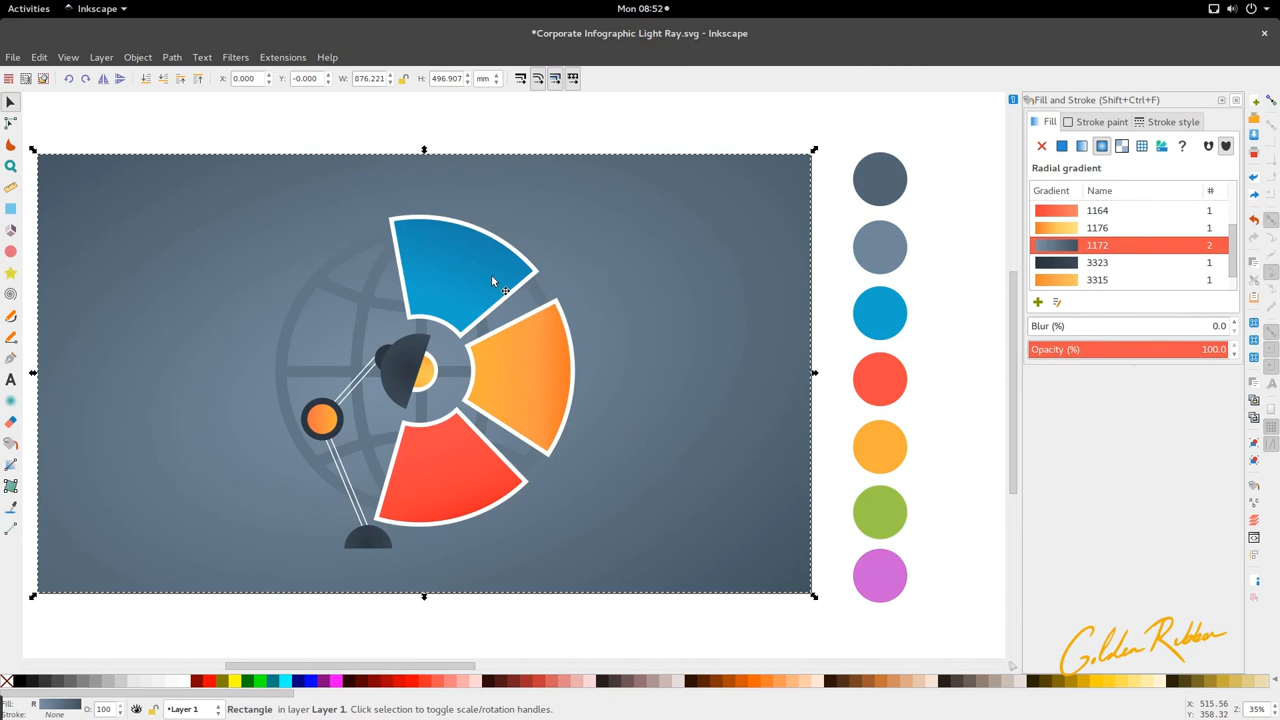 Activities Inkscape Mon 08:52
*Corporate Infographic Light Ray.svg - Inkscape
File Edit View Layer Object Path Text Filters Extensions Help
X: 0.000 Y: -0.000 W: 876.221 H: 496.907 mm
Fill and Stroke (Shift+Ctrl+F)
Fill Stroke paint Stroke style
Radial gradient
Gradient Name #
1164 1
1176 1
1172 2
3323 1
3315 1
Blur (%) 0.0
Opacity (%) 100.0
Golden Ribbon
Fill: R O: 100 •Layer 1 Rectangle in layer Layer 1. Click selection to toggle scale/rotation handles. X: 515.56 Z: 35%
Stroke: None Y: 358.32